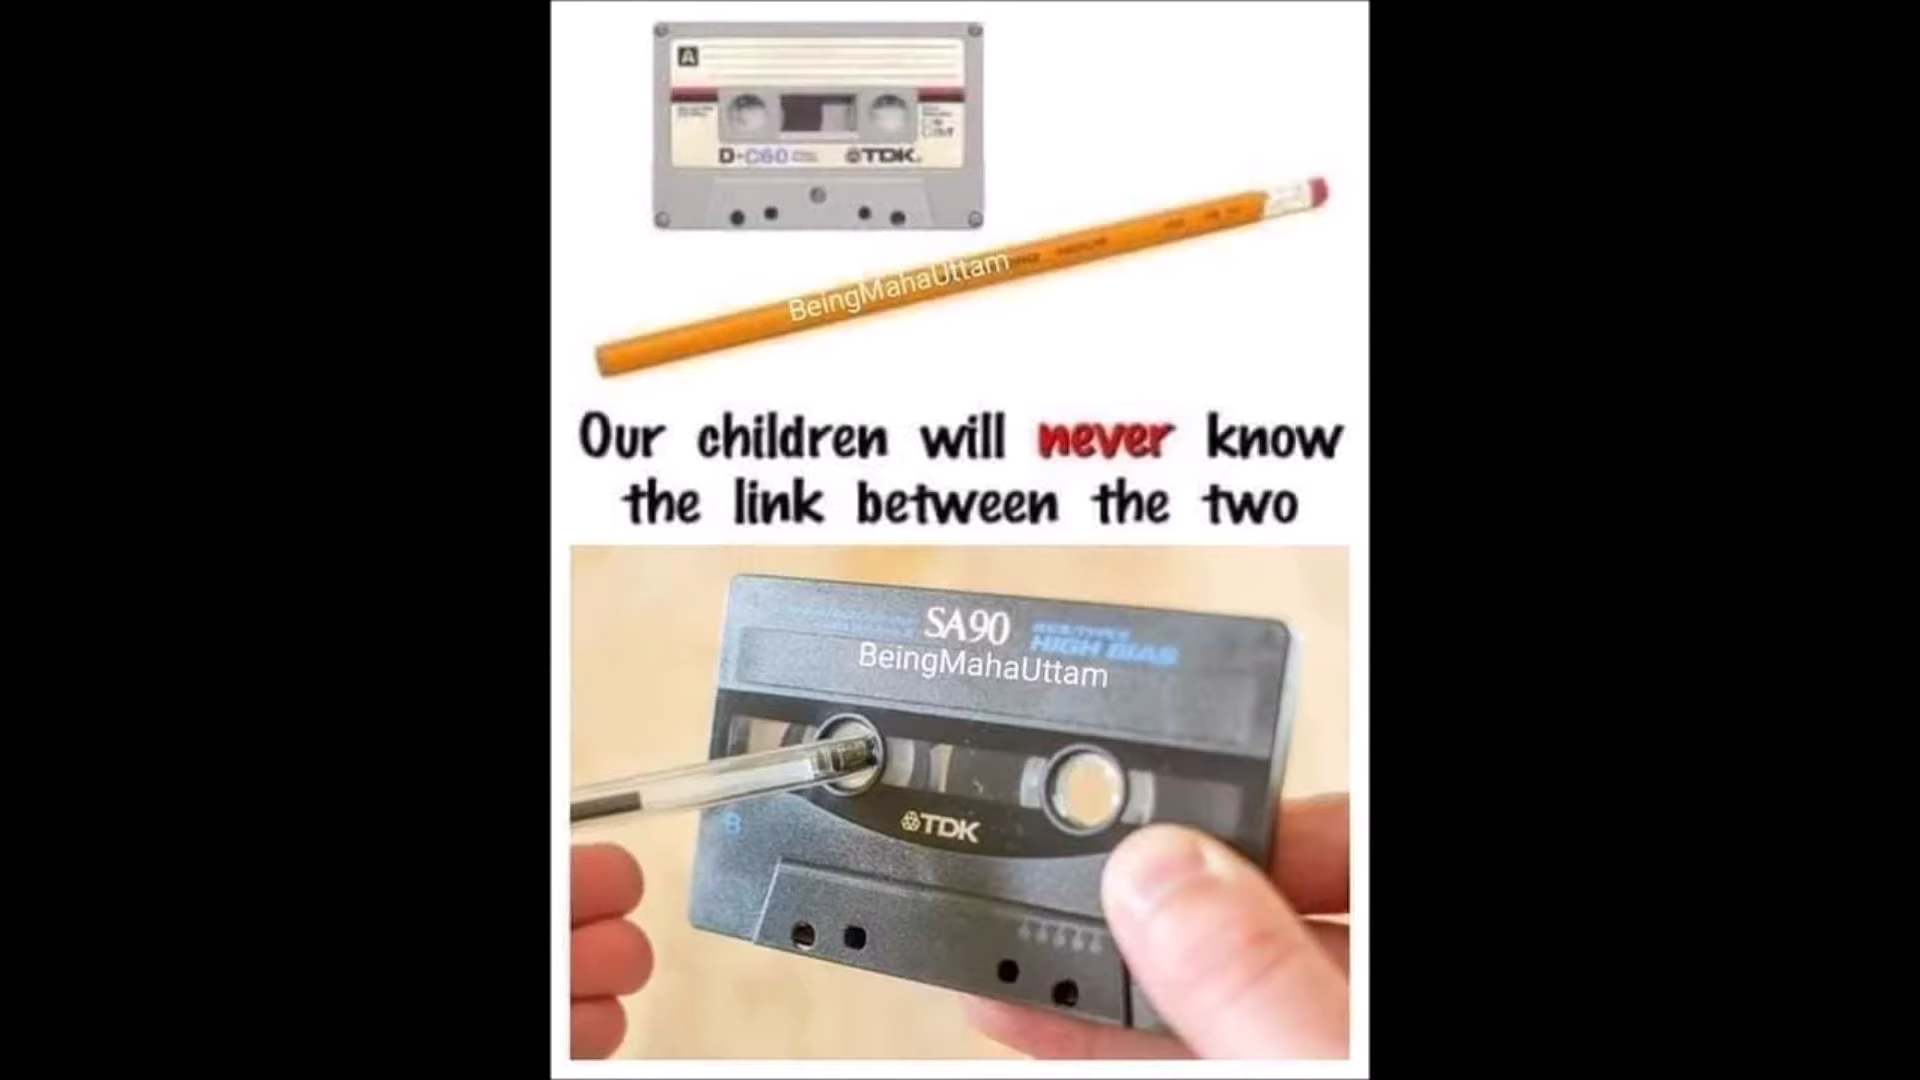 A
D-C60
TDK
BeingMahaUttam
Our children will never know
the link between the two
SA90
HIGH BIAS
BeingMahaUttam
TDK
B